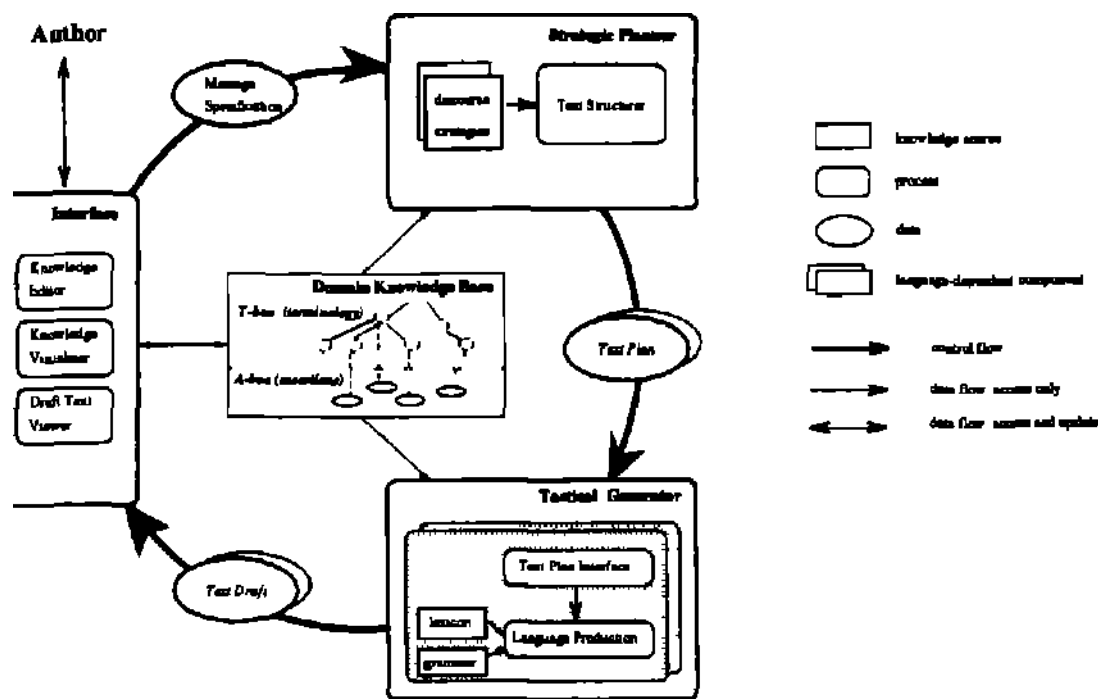 Author
Message
Specification
Strategic Planner
discourse
strategies
Text Structurer
Interface
Knowledge
Editor
Knowledge
Visualiser
Draft Text
Viewer
Domain Knowledge Base
T-box (terminology)
A-box (assertions)
Text Plan
Tactical Generator
Text Plan Interface
lexicon
Language Production
grammar
Text Draft
knowledge source
process
data
language-dependent component
control flow
data flow access only
data flow access and update